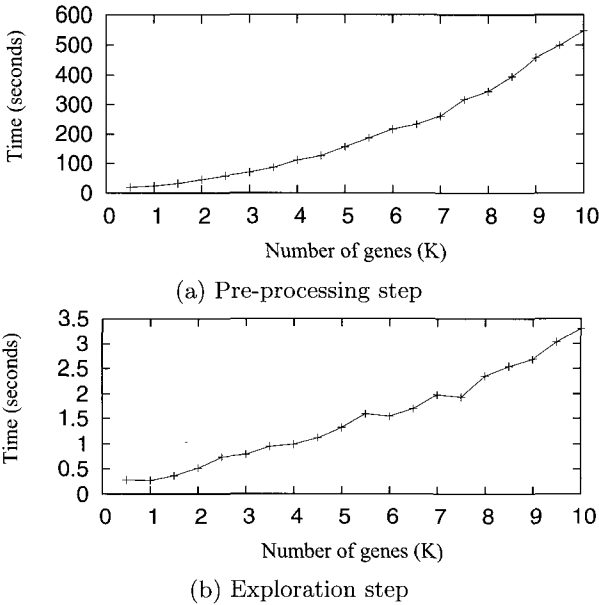 600
500
400
300
200
100
0
Time (seconds)
0 1 2 3 4 5 6 7 8 9 10
Number of genes (K)
(a) Pre-processing step
3.5
3
2.5
2
1.5
1
0.5
0
Time (seconds)
0 1 2 3 4 5 6 7 8 9 10
Number of genes (K)
(b) Exploration step